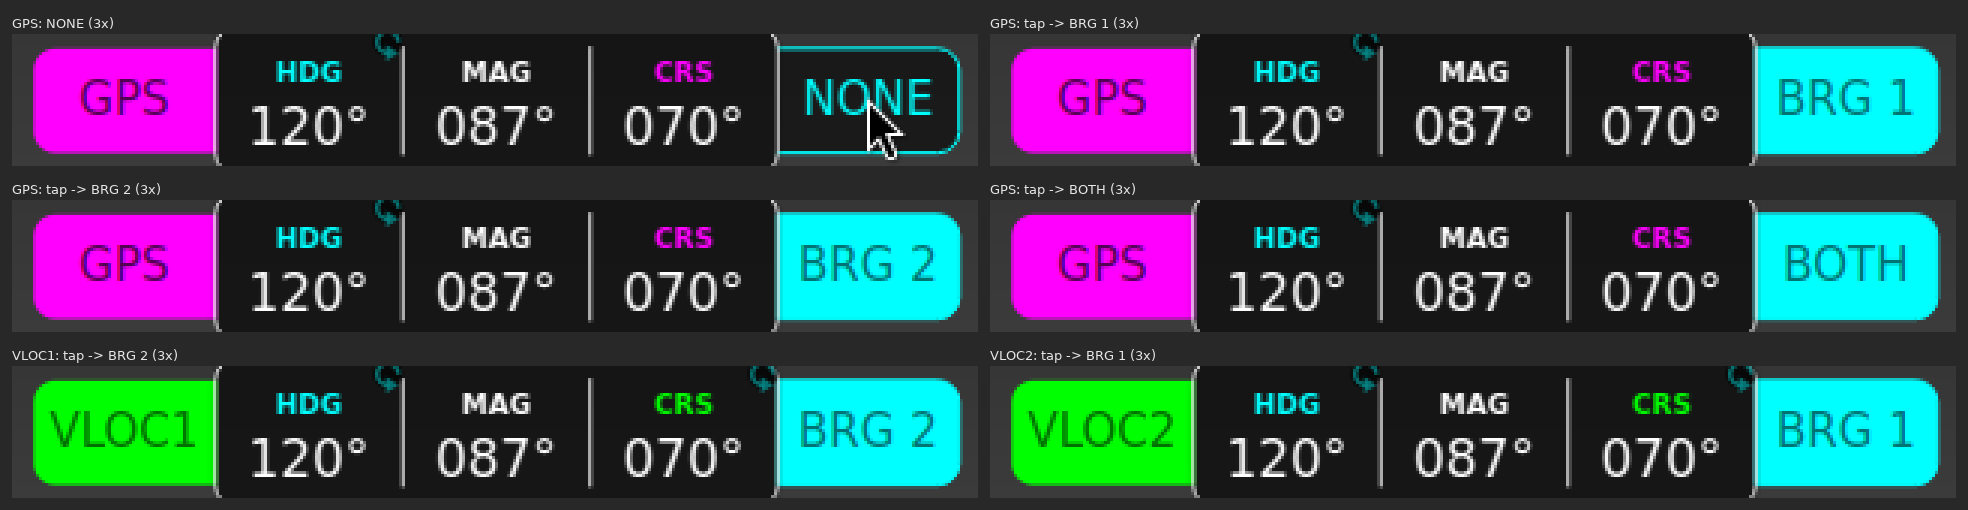 GPS: NONE (3x)
GPS HDG 120° MAG 087° CRS 070° NONE
GPS: tap -> BRG 1 (3x)
GPS HDG 120° MAG 087° CRS 070° BRG 1
GPS: tap -> BRG 2 (3x)
GPS HDG 120° MAG 087° CRS 070° BRG 2
GPS: tap -> BOTH (3x)
GPS HDG 120° MAG 087° CRS 070° BOTH
VLOC1: tap -> BRG 2 (3x)
VLOC1 HDG 120° MAG 087° CRS 070° BRG 2
VLOC2: tap -> BRG 1 (3x)
VLOC2 HDG 120° MAG 087° CRS 070° BRG 1